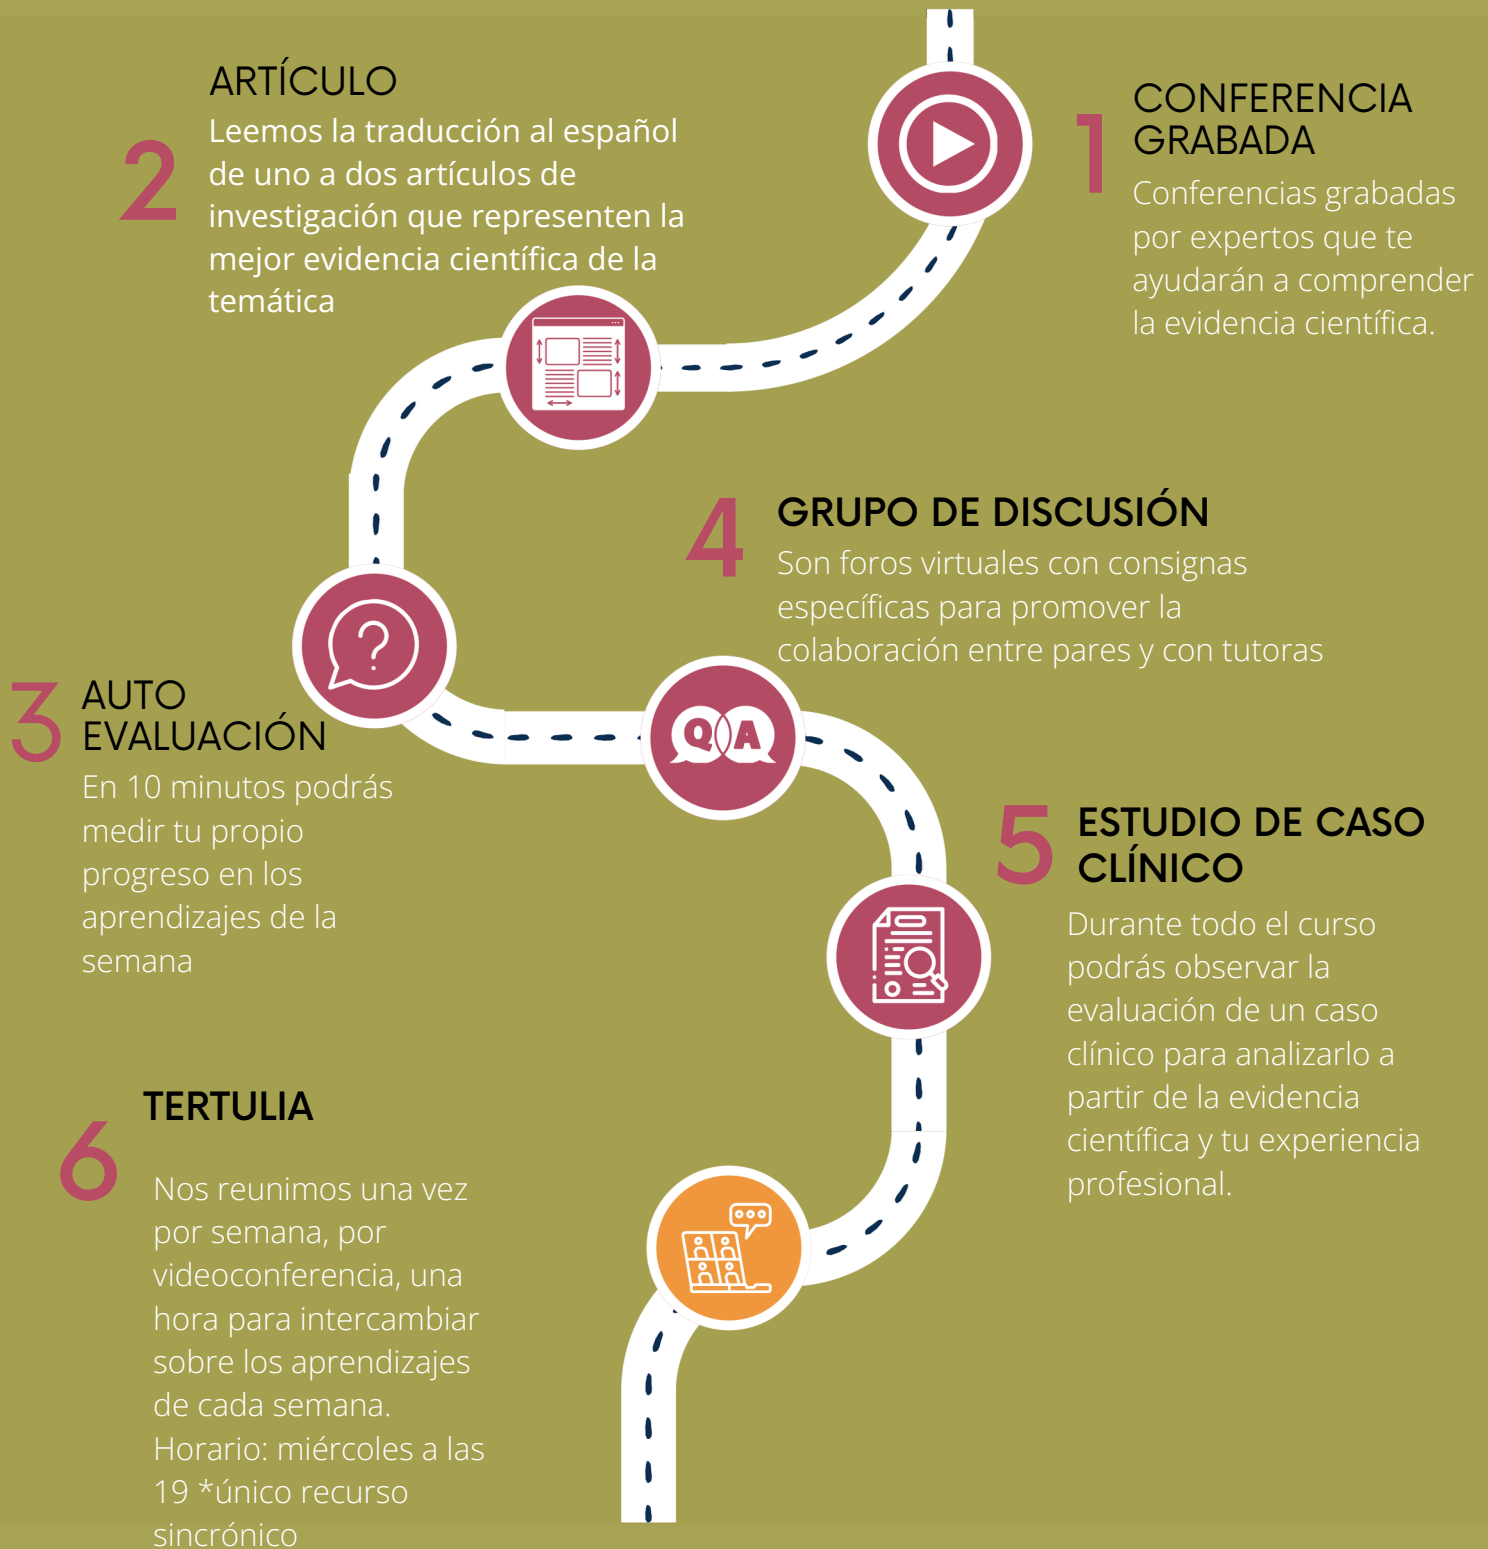 1
CONFERENCIA
GRABADA
Conferencias grabadas
por expertos que te
ayudarán a comprender
la evidencia científica.
2
ARTÍCULO
Leemos la traducción al español
de uno a dos artículos de
investigación que representen la
mejor evidencia científica de la
temática
3
AUTO
EVALUACIÓN
En 10 minutos podrás
medir tu propio
progreso en los
aprendizajes de la
semana
?
4
GRUPO DE DISCUSIÓN
Son foros virtuales con consignas
específicas para promover la
colaboración entre pares y con tutoras
Q A
5
ESTUDIO DE CASO
CLÍNICO
Durante todo el curso
podrás observar la
evaluación de un caso
clínico para analizarlo a
partir de la evidencia
científica y tu experiencia
profesional.
6
TERTULIA
Nos reunimos una vez
por semana, por
videoconferencia, una
hora para intercambiar
sobre los aprendizajes
de cada semana.
Horario: miércoles a las
19 *único recurso
sincrónico